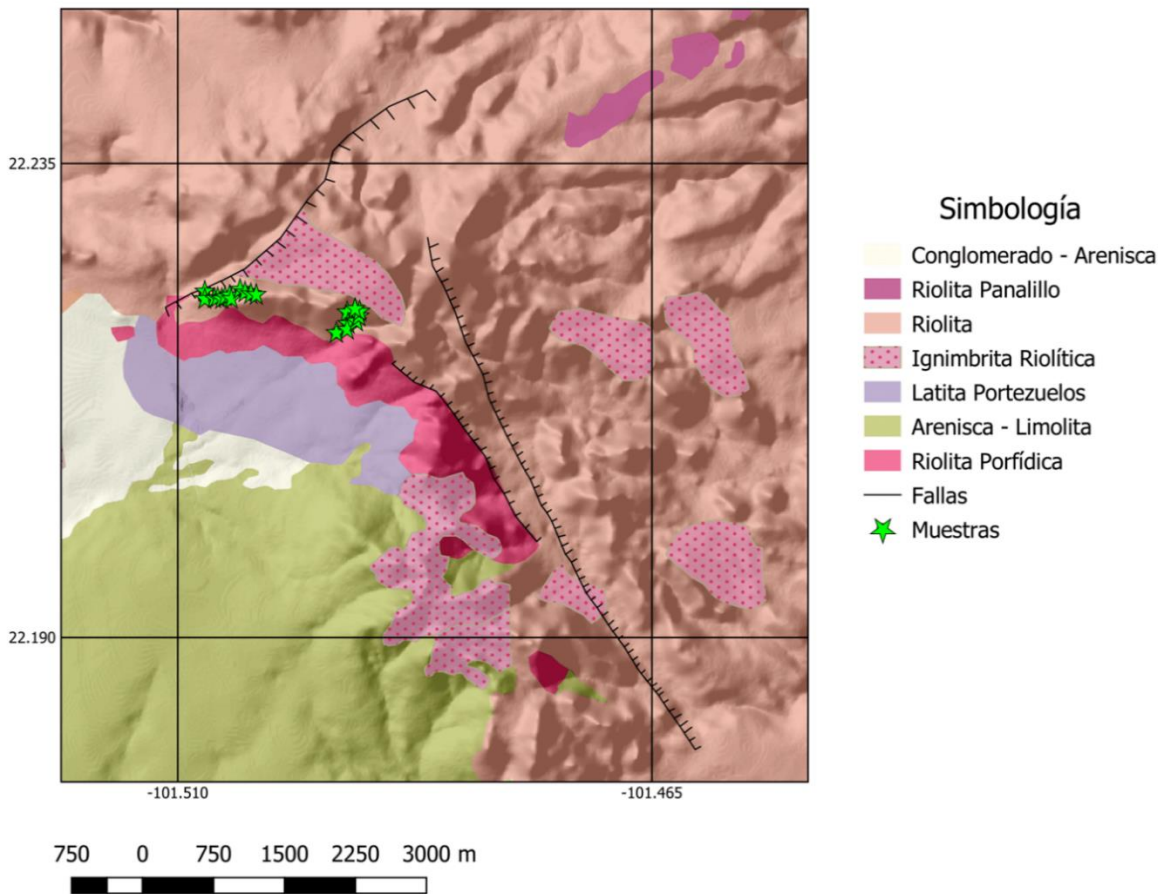 22.235
22.190
-101.510
-101.465
Simbología
Conglomerado - Arenisca
Riolita Panalillo
Riolita
Ignimbrita Riolítica
Latita Portezuelos
Arenisca - Limolita
Riolita Porfídica
Fallas
Muestras
750 0 750 1500 2250 3000 m